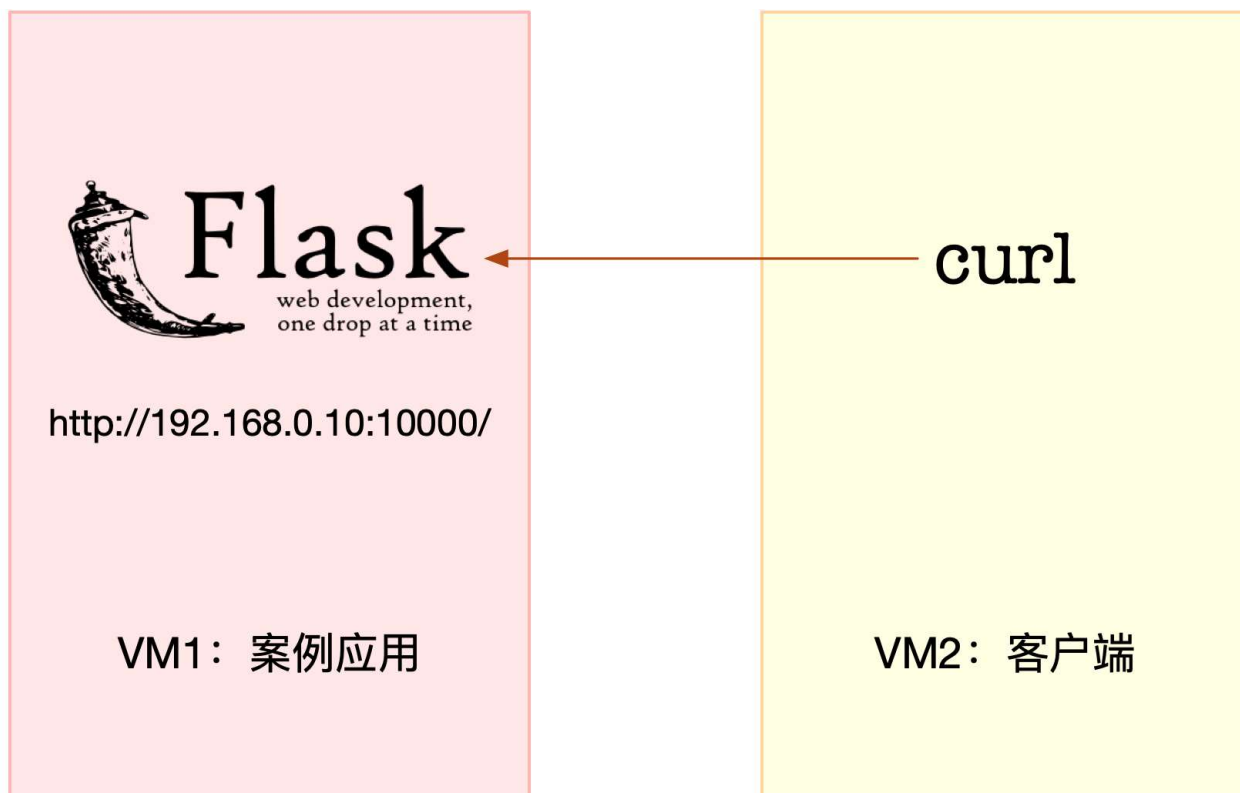 Flask
web development,
one drop at a time
curl
http://192.168.0.10:10000/
VM1：案例应用
VM2：客户端